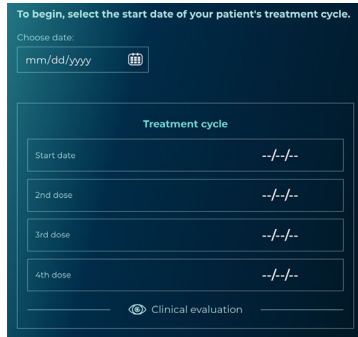 To begin, select the start date of your patient's treatment cycle.
Choose date:
mm/dd/yyyy
Treatment cycle
Start date --/--/--
2nd dose --/--/--
3rd dose --/--/--
4th dose --/--/--
Clinical evaluation